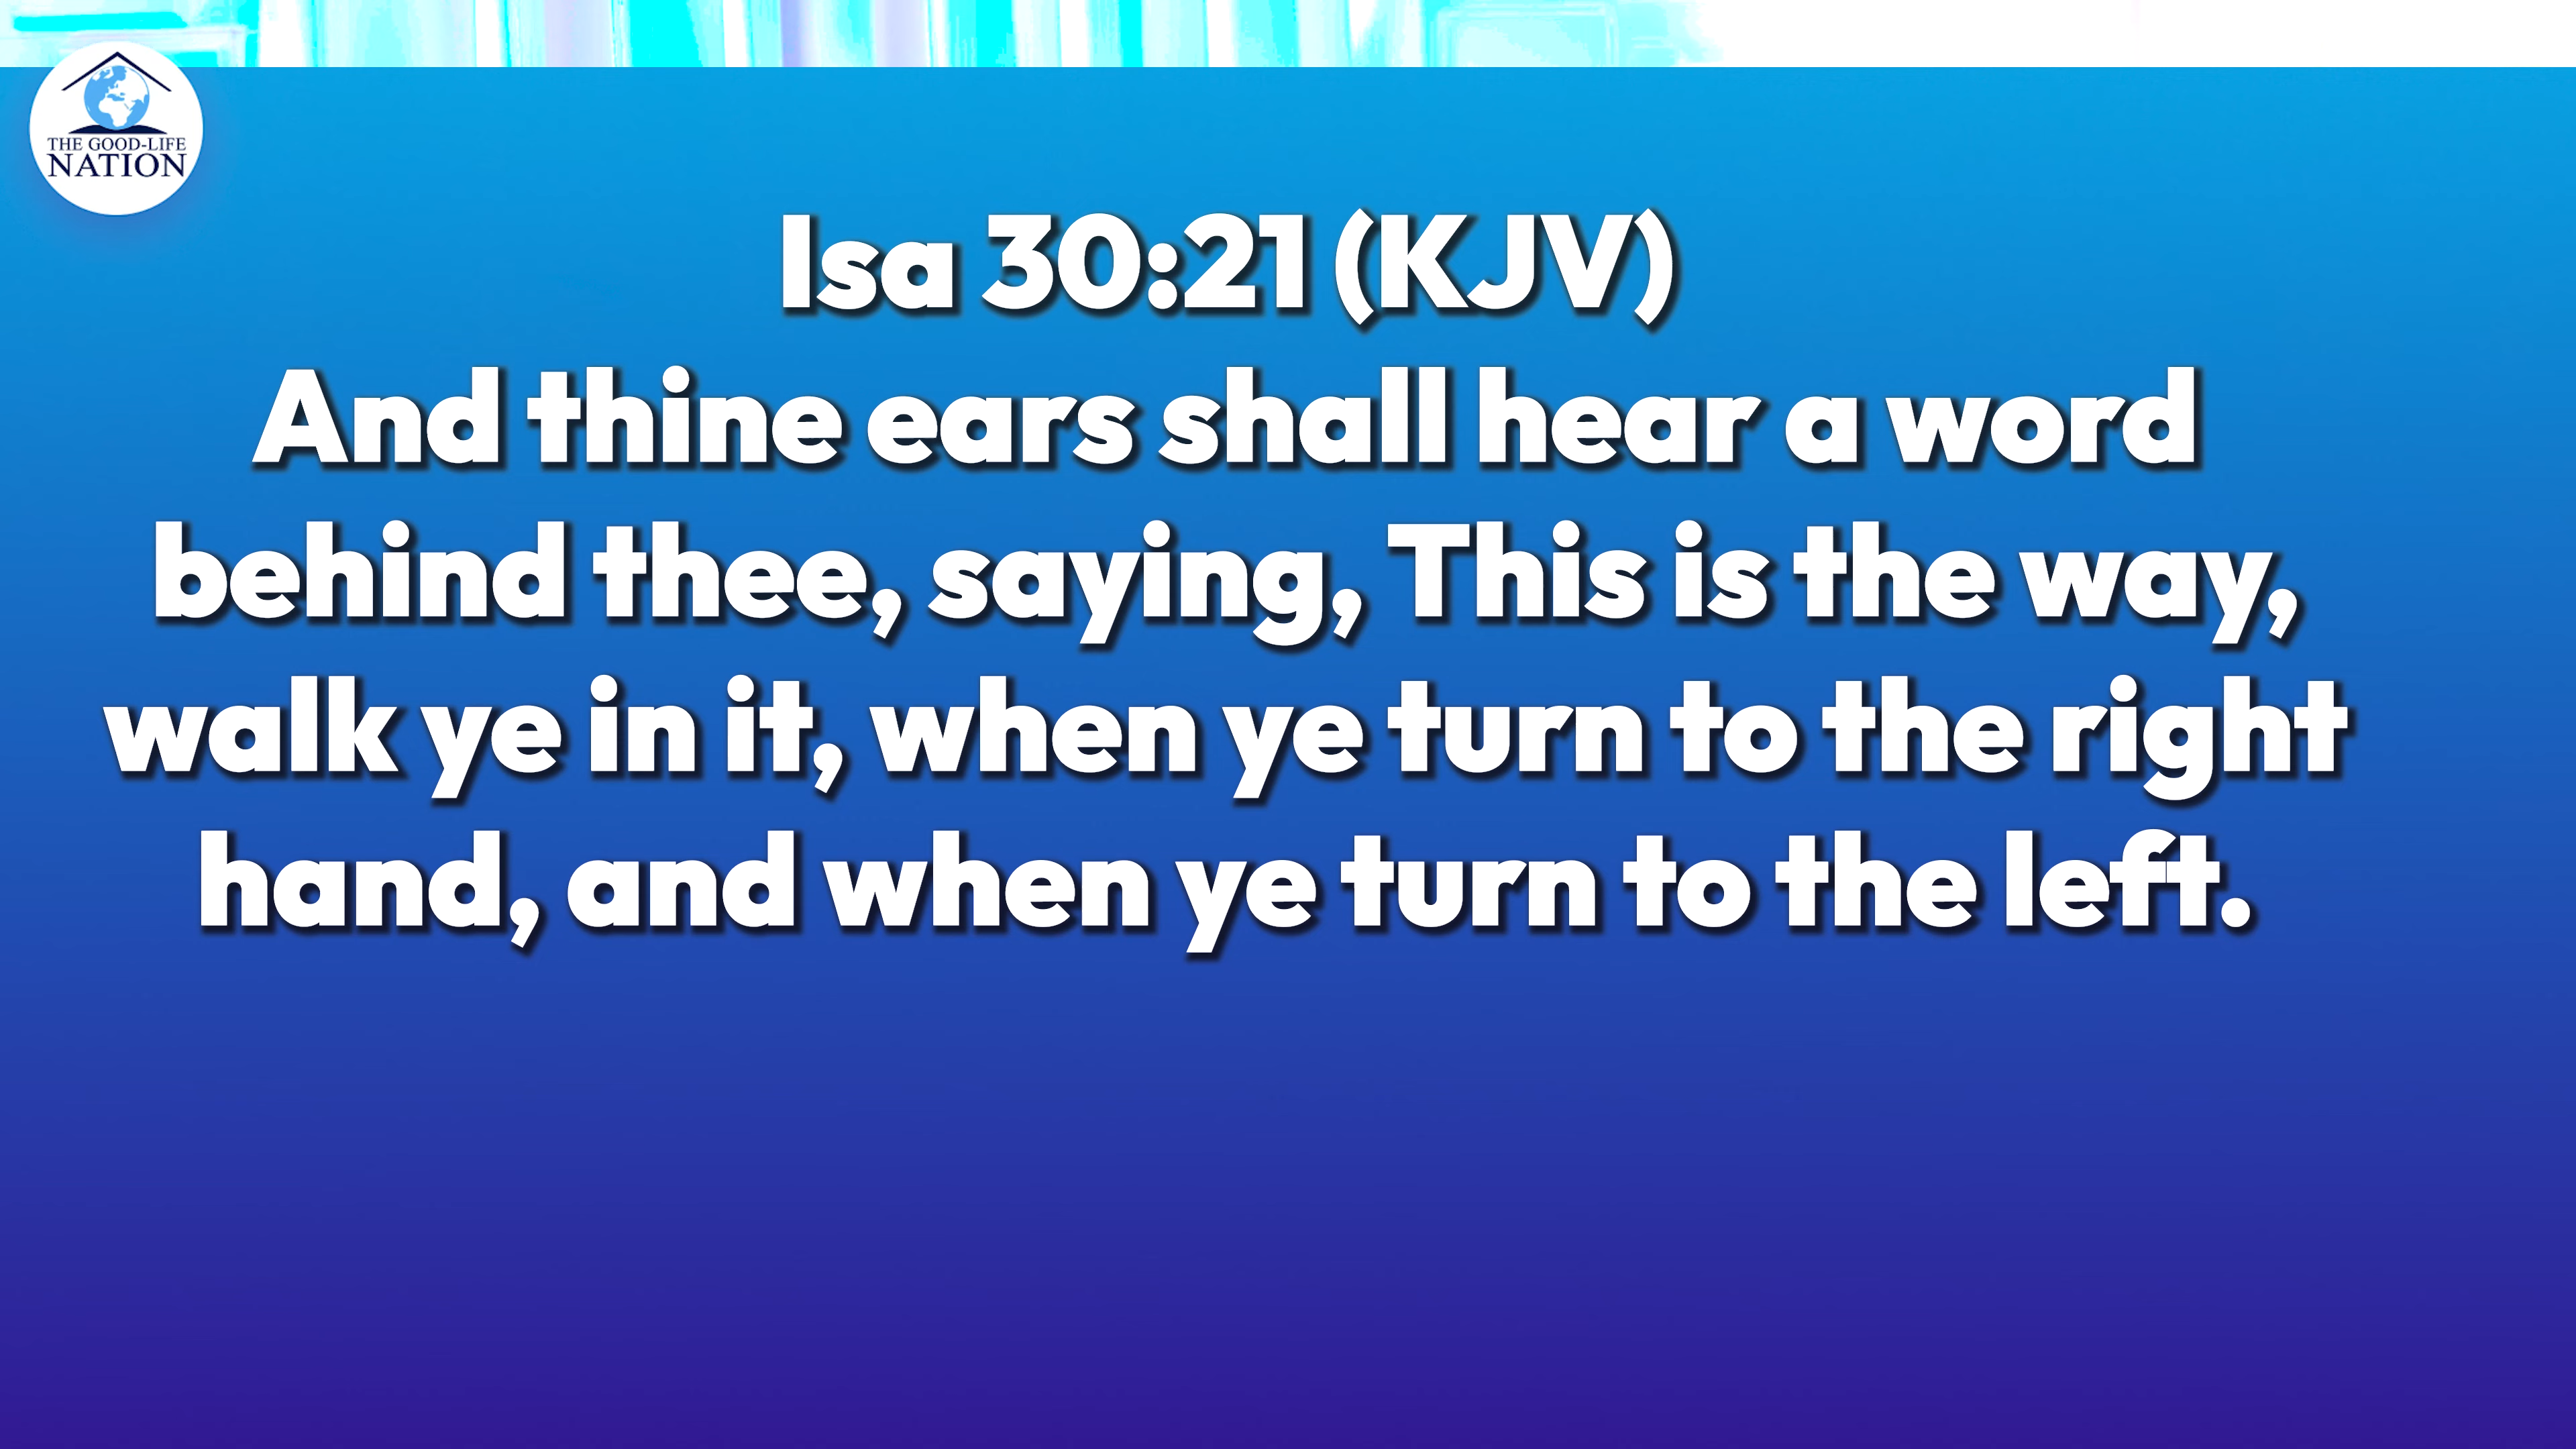 THE GOOD-LIFE
NATION
Isa 30:21 (KJV)
And thine ears shall hear a word
behind thee, saying, This is the way,
walk ye in it, when ye turn to the right
hand, and when ye turn to the left.